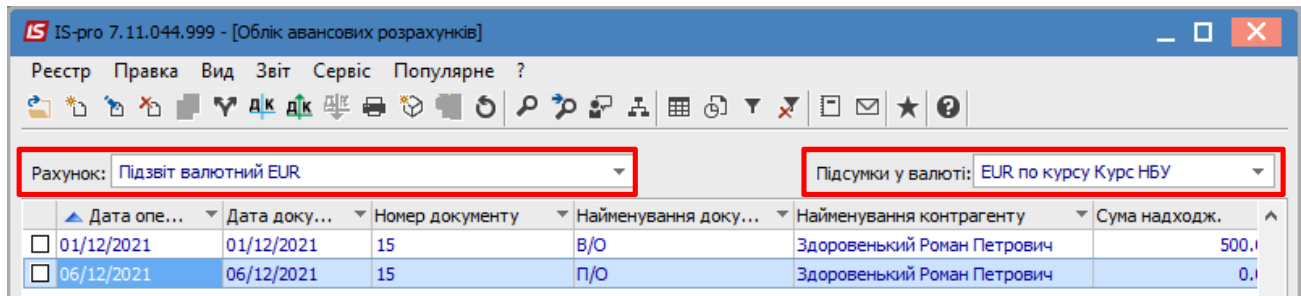 IS IS-pro 7.11.044.999 - [Облік авансових розрахунків]
Реєстр Правка Вид Звіт Сервіс Популярне ?
Рахунок: Підзвіт валютний EUR Підсумки у валюті: EUR по курсу Курс НБУ
Дата опе... Дата доку... Номер документу Найменування доку... Найменування контрагенту Сума надходж.
01/12/2021 01/12/2021 15 В/О Здоровенький Роман Петрович 500.
06/12/2021 06/12/2021 15 П/О Здоровенький Роман Петрович 0.